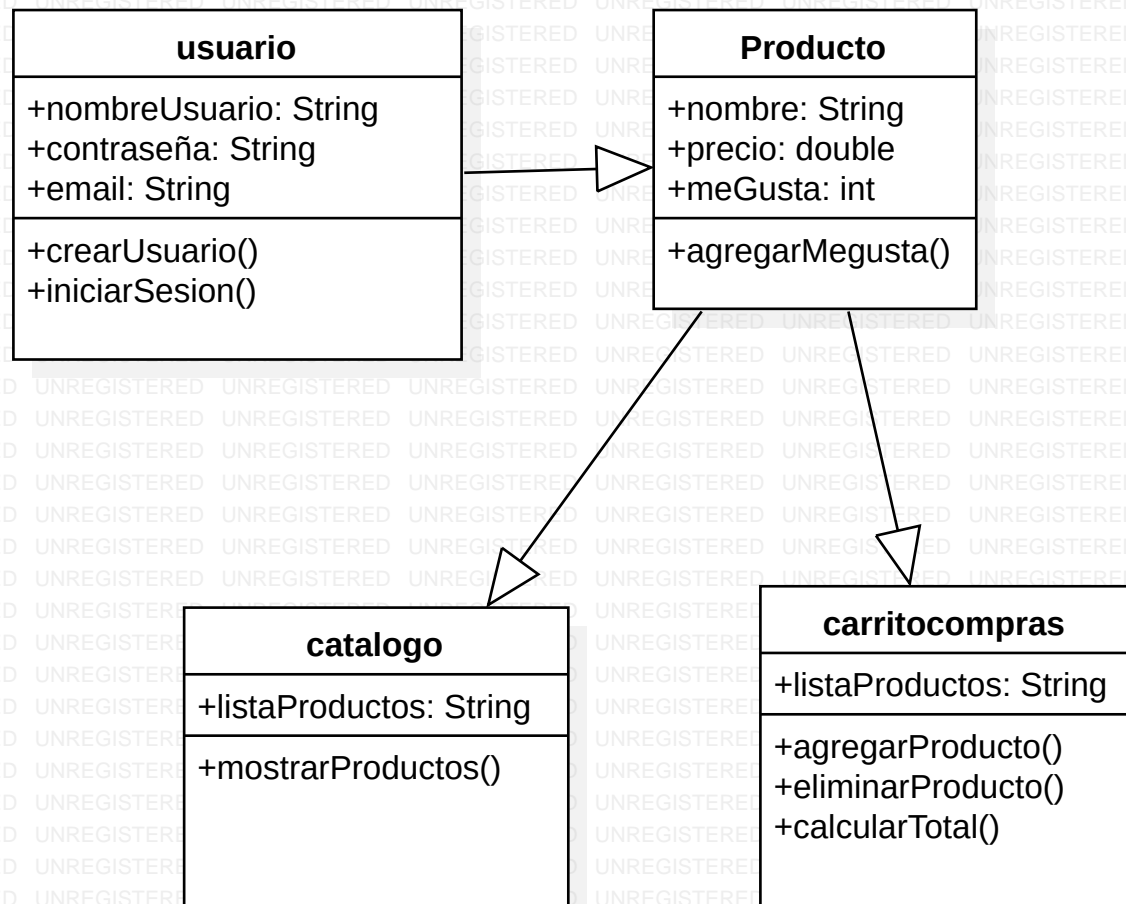 usuario
+nombreUsuario: String
+contraseña: String
+email: String
+crearUsuario()
+iniciarSesion()
Producto
+nombre: String
+precio: double
+meGusta: int
+agregarMegusta()
catalogo
+listaProductos: String
+mostrarProductos()
carritocompras
+listaProductos: String
+agregarProducto()
+eliminarProducto()
+calcularTotal()
UNREGISTERED